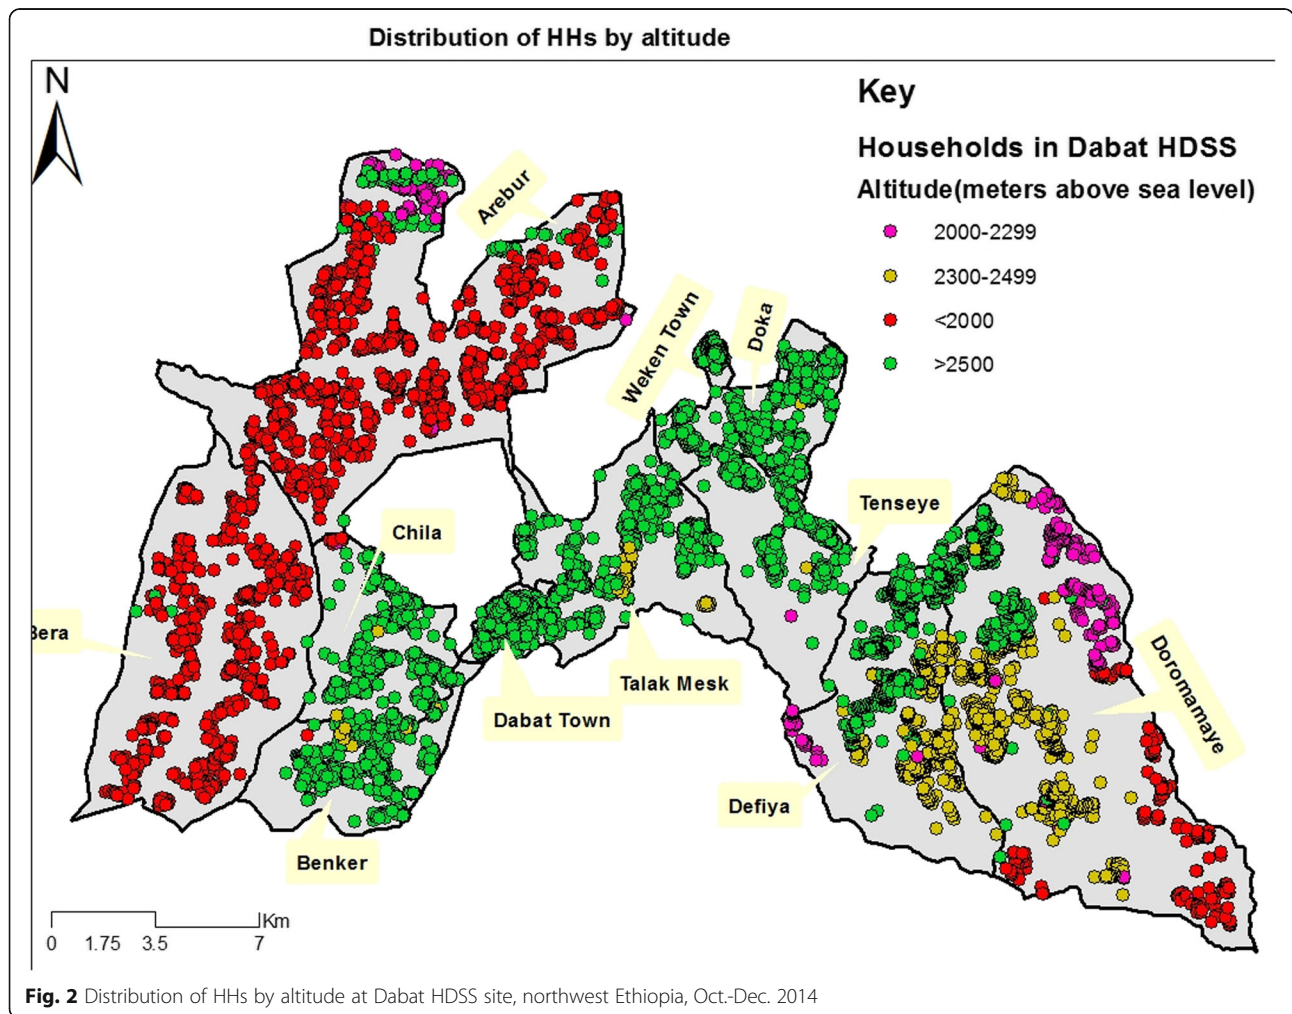 Distribution of HHs by altitude
N
Key
Households in Dabat HDSS
Altitude(meters above sea level)
2000-2299
2300-2499
<2000
>2500
Arebur
Weken Town
Doka
Tenseye
Chila
Bera
Talak Mesk
Dabat Town
Doromamaye
Defiya
Benker
Km
0 1.75 3.5 7
Fig. 2 Distribution of HHs by altitude at Dabat HDSS site, northwest Ethiopia, Oct.-Dec. 2014